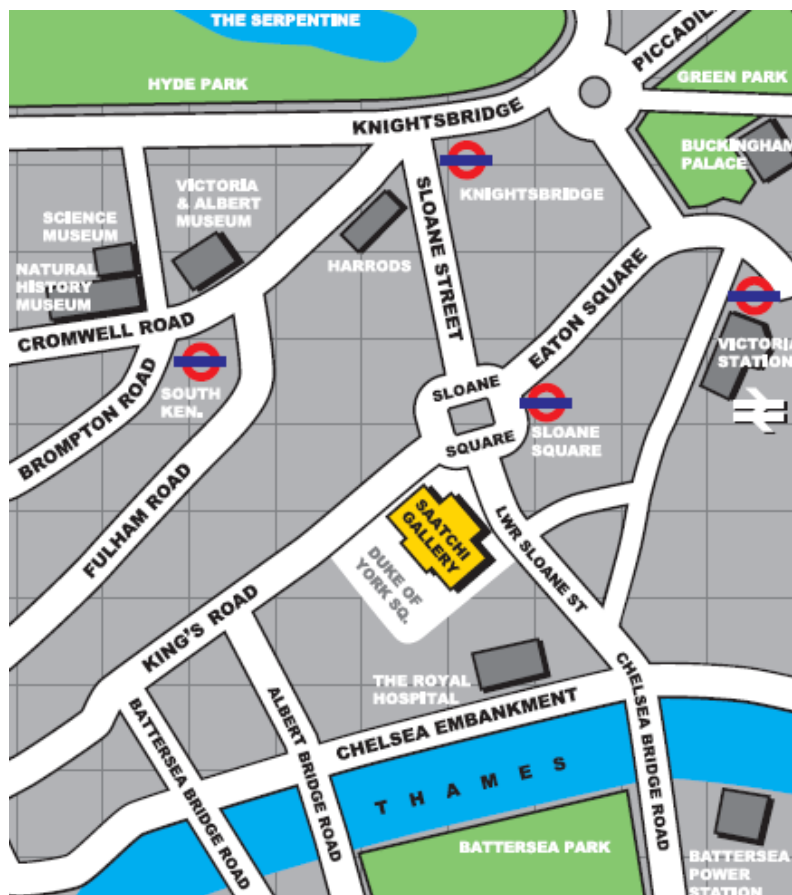 THE SERPENTINE
HYDE PARK
PICCADIL
GREEN PARK
KNIGHTSBRIDGE
BUCKINGHAM
PALACE
KNIGHTSBRIDGE
VICTORIA
& ALBERT
MUSEUM
SCIENCE
MUSEUM
NATURAL
HISTORY
MUSEUM
HARRODS
SLOANE STREET
EATON SQUARE
CROMWELL ROAD
VICTORIA
STATION
SOUTH
KEN.
BROMPTON ROAD
FULHAM ROAD
SLOANE
SQUARE
SLOANE
SQUARE
SAATCHI
GALLERY
DUKE OF
YORK SQ.
LWR SLOANE ST
KING'S ROAD
THE ROYAL
HOSPITAL
CHELSEA EMBANKMENT
CHELSEA BRIDGE ROAD
ALBERT BRIDGE ROAD
BATTERSEA BRIDGE ROAD
THAMES
BATTERSEA PARK
BATTERSEA
POWER
STATION